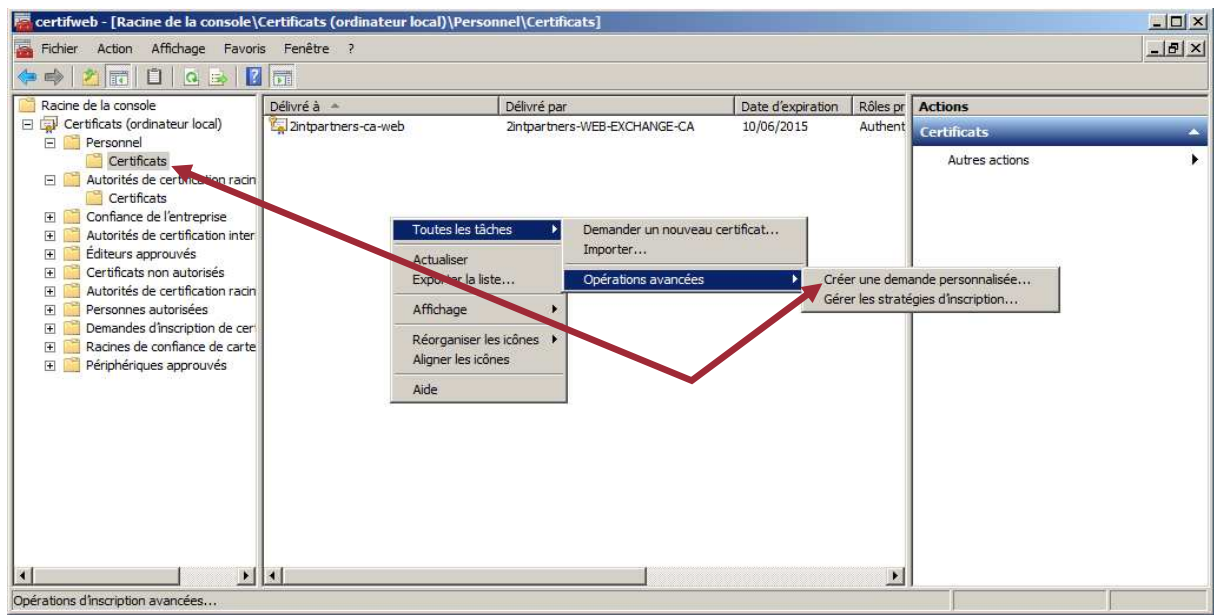 certifweb - [Racine de la console\Certificats (ordinateur local)\Personnel\Certificats]
Fichier Action Affichage Favoris Fenêtre ?
Racine de la console
Certificats (ordinateur local)
Personnel
Certificats
Autorités de certification racin
Certificats
Confiance de l'entreprise
Autorités de certification inter
Éditeurs approuvés
Certificats non autorisés
Autorités de certification racin
Personnes autorisées
Demandes d'inscription de cer
Racines de confiance de carte
Périphériques approuvés
Délivré à Délivré par Date d'expiration Rôles pr
2intpartners-ca-web 2intpartners-WEB-EXCHANGE-CA 10/06/2015 Authent
Toutes les tâches
Actualiser
Exporter la liste...
Affichage
Réorganiser les icônes
Aligner les icônes
Aide
Demander un nouveau certificat...
Importer...
Opérations avancées
Créer une demande personnalisée...
Gérer les stratégies d'inscription...
Actions
Certificats
Autres actions
Opérations d'inscription avancées...